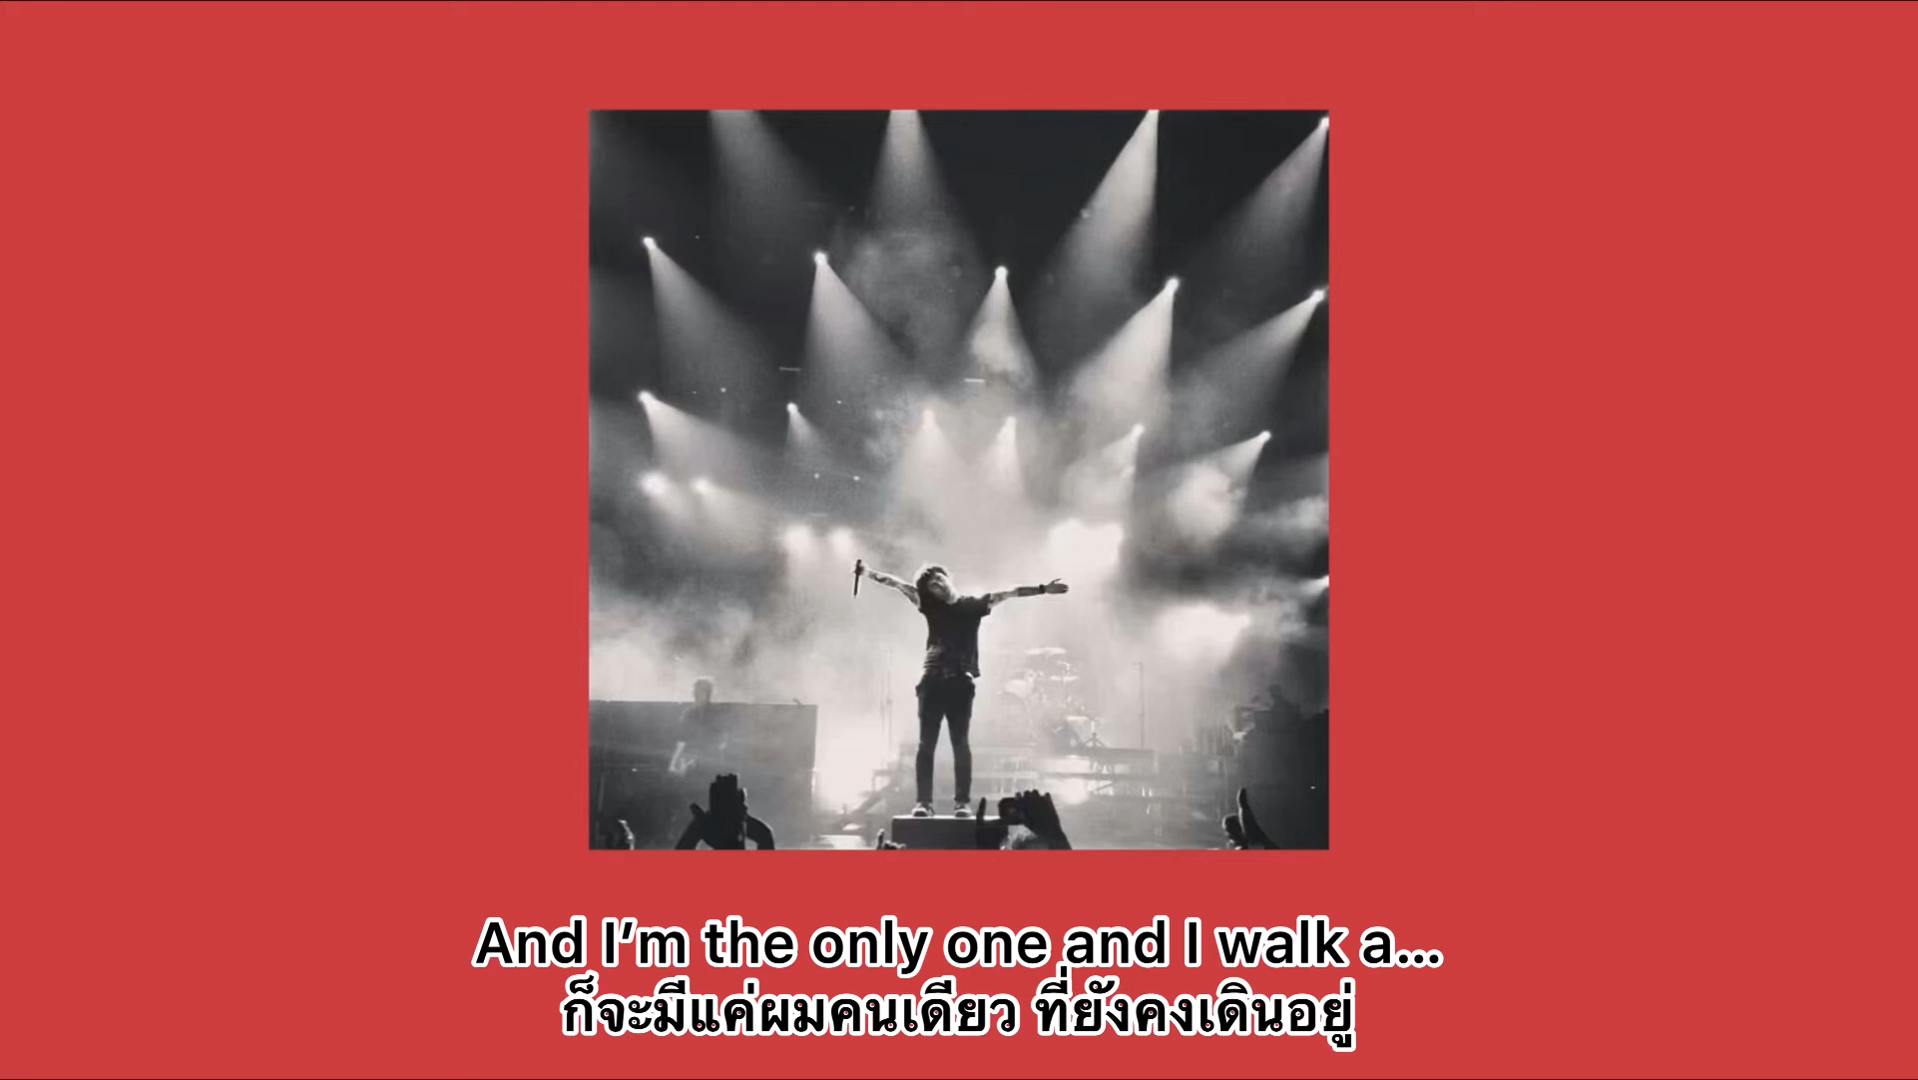 And I’m the only one and I walk a...
ก็จะมีแค่ผมคนเดียว ที่ยังคงเดินอยู่